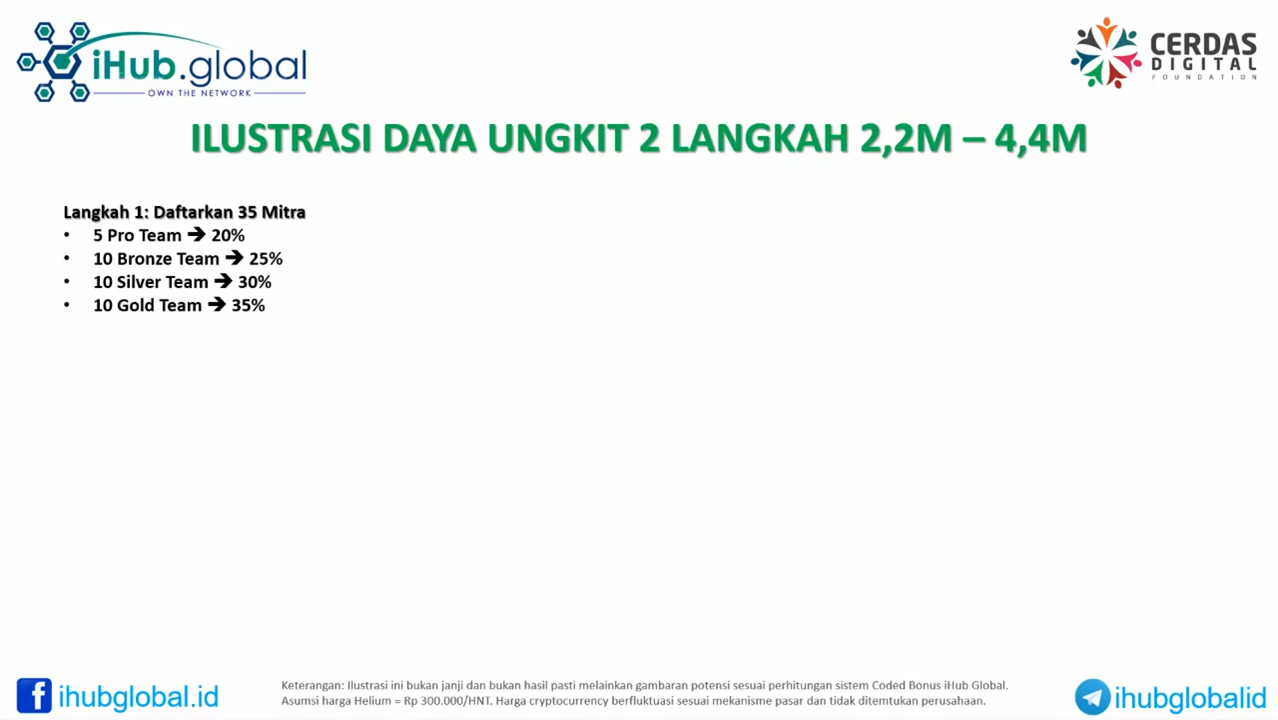 iHub.global
OWN THE NETWORK
CERDAS
DIGITAL
FOUNDATION
ILUSTRASI DAYA UNGKIT 2 LANGKAH 2,2M – 4,4M
Langkah 1: Daftarkan 35 Mitra
• 5 Pro Team ➔ 20%
• 10 Bronze Team ➔ 25%
• 10 Silver Team ➔ 30%
• 10 Gold Team ➔ 35%
ihubglobal.id
Keterangan: Ilustrasi ini bukan janji dan bukan hasil pasti melainkan gambaran potensi sesuai perhitungan sistem Coded Bonus iHub Global.
Asumsi harga Helium = Rp 300.000/HNT. Harga cryptocurrency berfluktuasi sesuai mekanisme pasar dan tidak ditemtukan perusahaan.
ihubglobalid